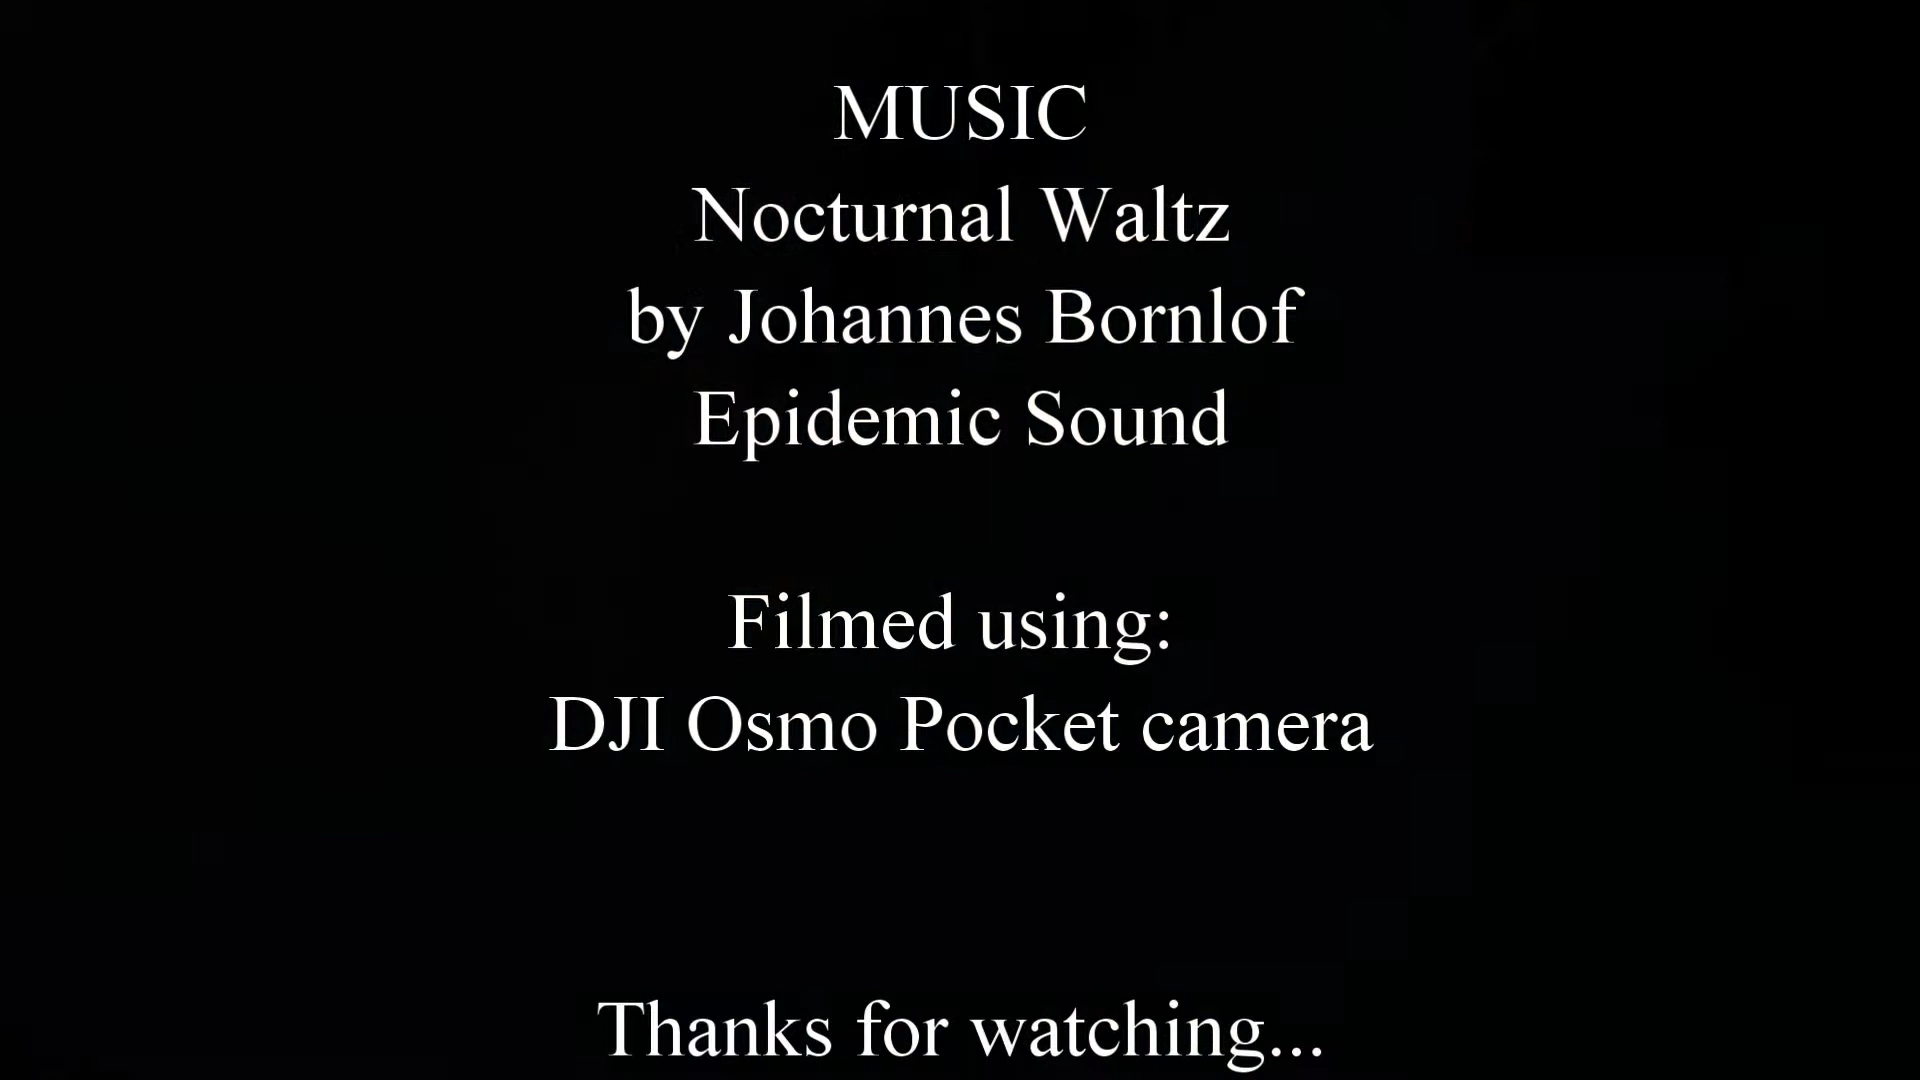 MUSIC
Nocturnal Waltz
by Johannes Bornlof
Epidemic Sound
Filmed using:
DJI Osmo Pocket camera
Thanks for watching...